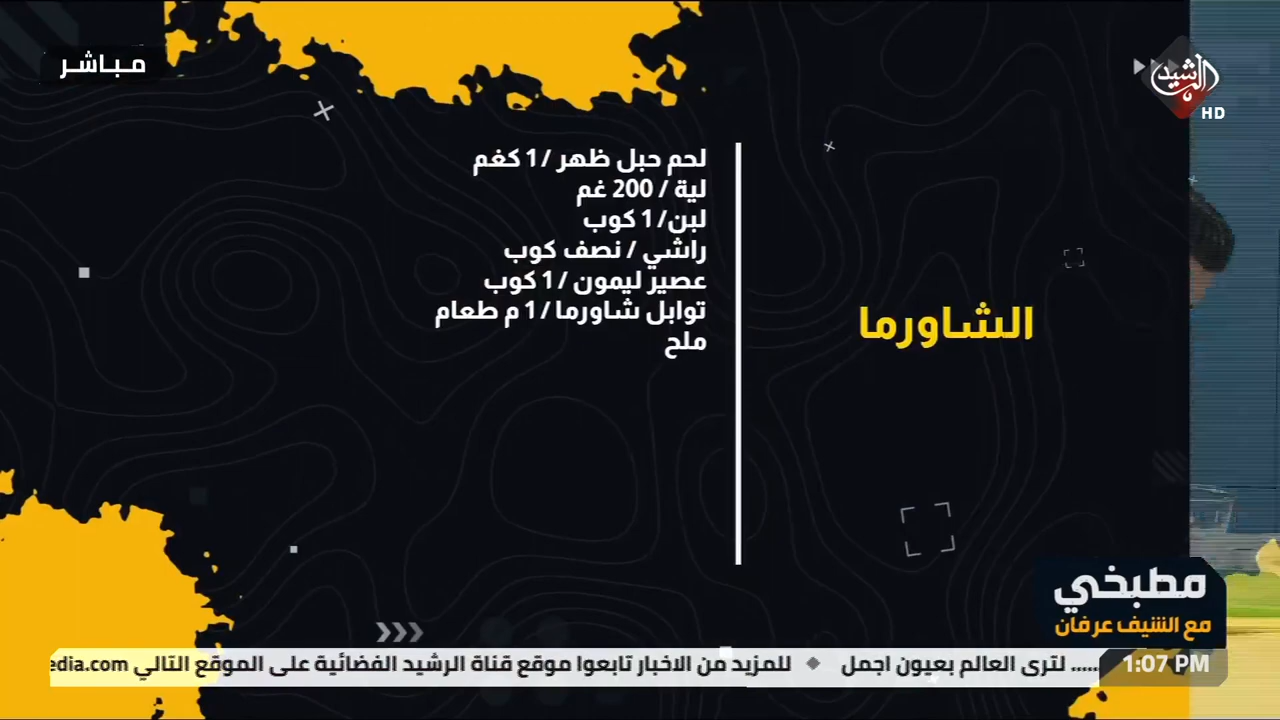 مباشر
الرشيد
HD
الشاورما
لحم حبل ظهر /1 كغم
لية / 200 غم
لبن/ 1 كوب
راشي / نصف كوب
عصير ليمون /1 كوب
توابل شاورما /1 م طعام
ملح
مطبخي
مع الشيف عرفان
1:07 PM
..... لترى العالم بعيون اجمل ◆ للمزيد من الاخبار تابعوا موقع قناة الرشيد الفضائية على الموقع التالي edia.com